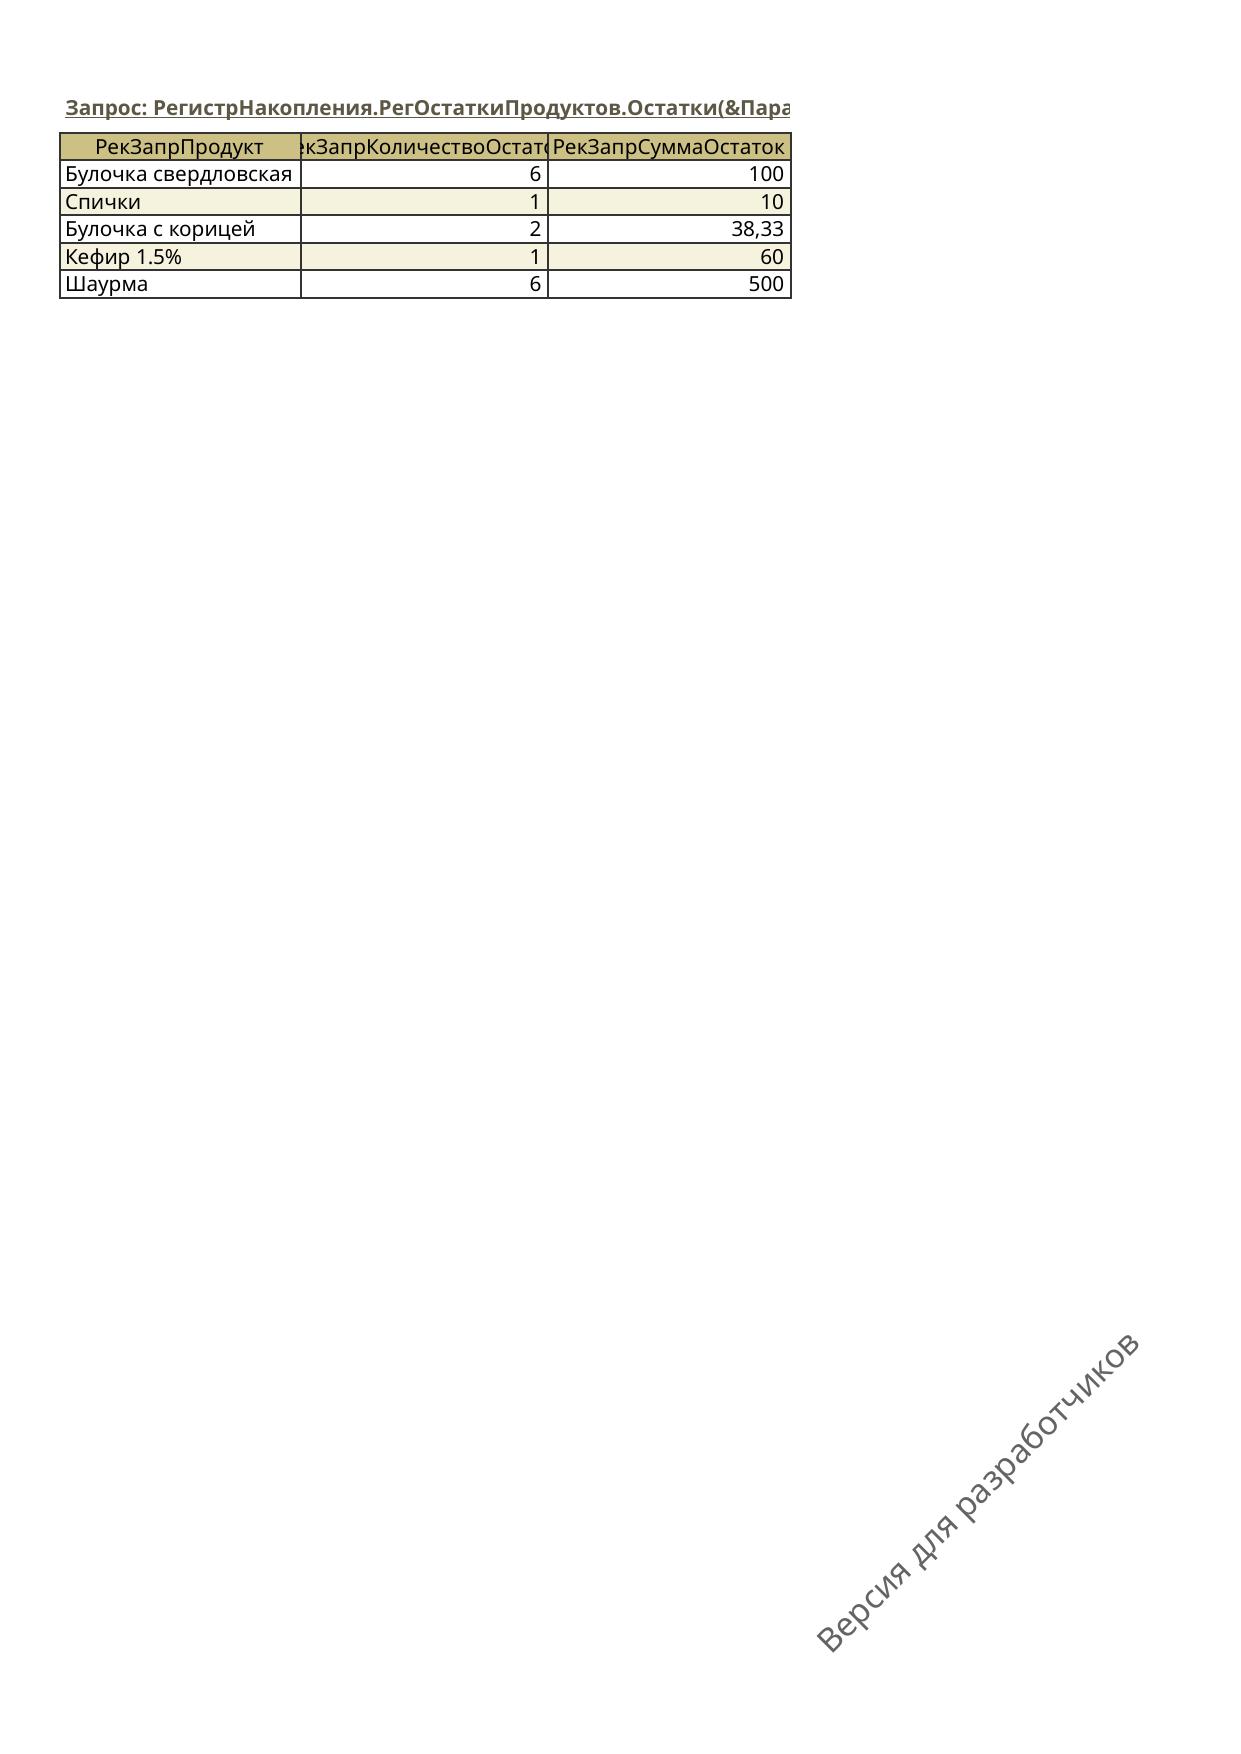 Запрос: РегистрНакопления.РегОстаткиПродуктов.Остатки(&Пара
РекЗапрПродукт екЗапрКоличествоОстато РекЗапрСуммаОстаток
Булочка свердловская 6 100
Спички 1 10
Булочка с корицей 2 38,33
Кефир 1.5% 1 60
Шаурма 6 500
Версия для разработчиков